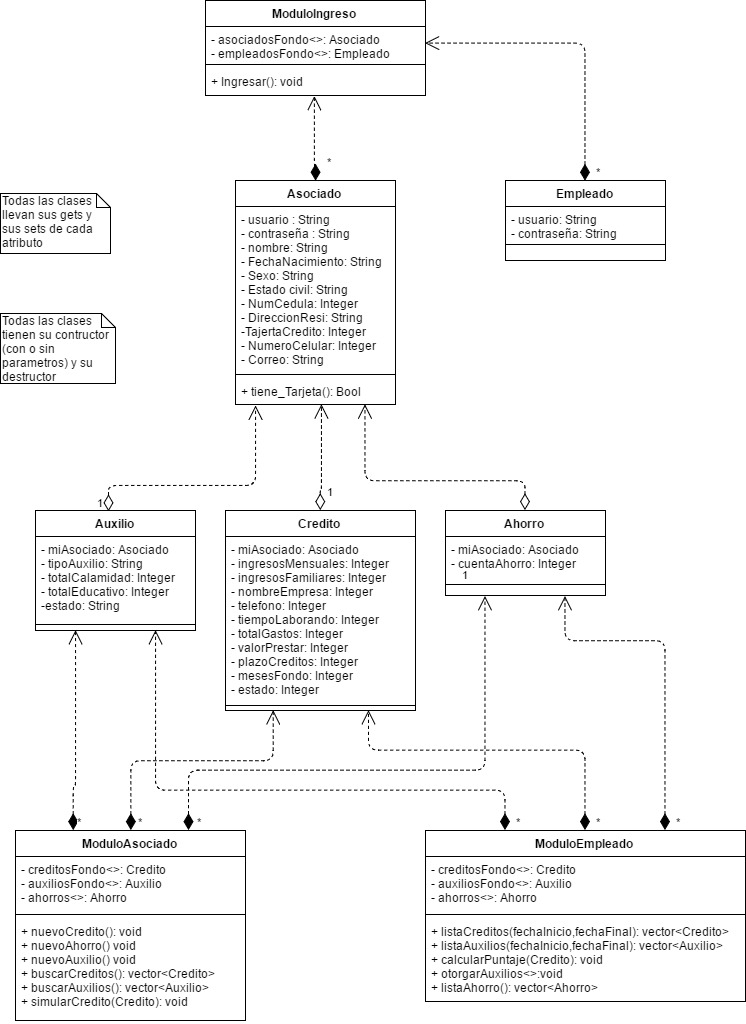 ModuloIngreso
- asociadosFondo<>: Asociado
- empleadosFondo<>: Empleado
+ Ingresar(): void
*
*
Todas las clases
llevan sus gets y
sus sets de cada
atributo
Asociado
- usuario : String
- contraseña : String
- nombre: String
- FechaNacimiento: String
- Sexo: String
- Estado civil: String
- NumCedula: Integer
- DireccionResi: String
-TajertaCredito: Integer
- NumeroCelular: Integer
- Correo: String
+ tiene_Tarjeta(): Bool
Empleado
- usuario: String
- contraseña: String
Todas las clases
tienen su contructor
(con o sin
parametros) y su
destructor
1
1
Auxilio
- miAsociado: Asociado
- tipoAuxilio: String
- totalCalamidad: Integer
- totalEducativo: Integer
-estado: String
Credito
- miAsociado: Asociado
- ingresosMensuales: Integer
- ingresosFamiliares: Integer
- nombreEmpresa: Integer
- telefono: Integer
- tiempoLaborando: Integer
- totalGastos: Integer
- valorPrestar: Integer
- plazoCreditos: Integer
- mesesFondo: Integer
- estado: Integer
Ahorro
- miAsociado: Asociado
- cuentaAhorro: Integer
1
*
*
*
*
*
*
ModuloAsociado
- creditosFondo<>: Credito
- auxiliosFondo<>: Auxilio
- ahorros<>: Ahorro
+ nuevoCredito(): void
+ nuevoAhorro() void
+ nuevoAuxilio() void
+ buscarCreditos(): vector<Credito>
+ buscarAuxilios(): vector<Auxilio>
+ simularCredito(Credito): void
ModuloEmpleado
- creditosFondo<>: Credito
- auxiliosFondo<>: Auxilio
- ahorros<>: Ahorro
+ listaCreditos(fechaInicio,fechaFinal): vector<Credito>
+ listaAuxilios(fechaInicio,fechaFinal): vector<Auxilio>
+ calcularPuntaje(Credito): void
+ otorgarAuxilios<>:void
+ listaAhorro(): vector<Ahorro>